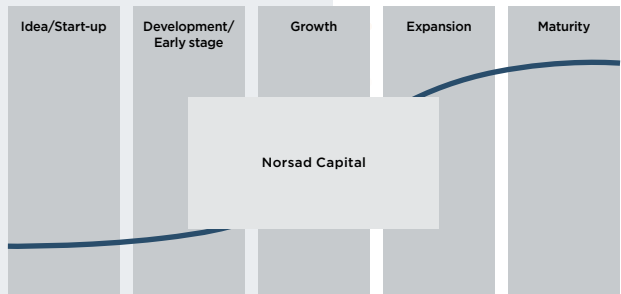 Idea/Start-up
Development/
Early stage
Growth
Expansion
Maturity
Norsad Capital